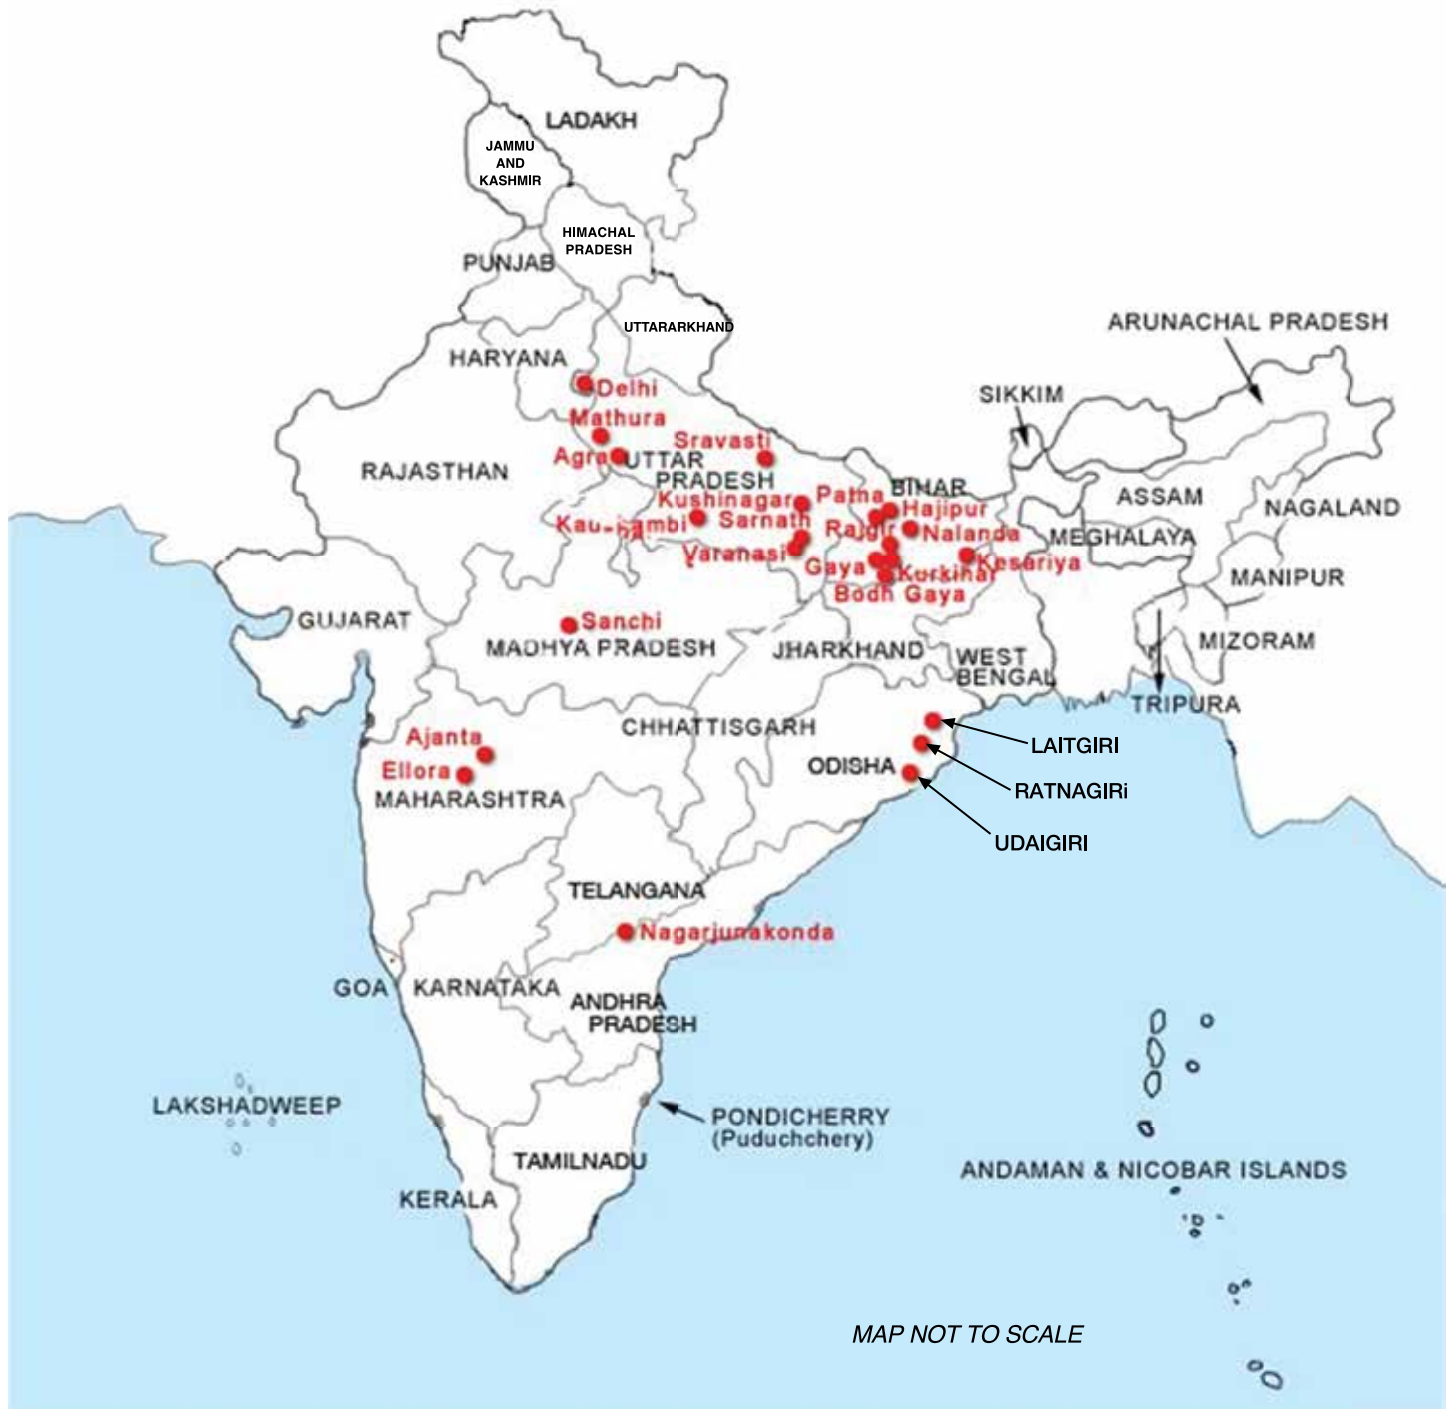 LADAKH
JAMMU
AND
KASHMIR
HIMACHAL
PRADESH
PUNJAB
UTTARARKHAND
ARUNACHAL PRADESH
HARYANA
Delhi
SIKKIM
Mathura
Sravasti
Agra
UTTAR
PRADESH
RAJASTHAN
BIHAR
ASSAM
NAGALAND
Kushinagar
Patna
Hajipur
Sarnath
Rajgir
Nalanda
MEGHALAYA
Varanasi
Gaya
Kurkihar
Kesariya
MANIPUR
Bodh Gaya
GUJARAT
Sanchi
MADHYA PRADESH
JHARKHAND
WEST
BENGAL
MIZORAM
TRIPURA
CHHATTISGARH
Ajanta
LAITGIRI
Ellora
ODISHA
RATNAGIRi
MAHARASHTRA
UDAIGIRI
TELANGANA
Nagarjunakonda
GOA
KARNATAKA
ANDHRA
PRADESH
LAKSHADWEEP
PONDICHERRY
(Puduchchery)
TAMILNADU
ANDAMAN & NICOBAR ISLANDS
KERALA
MAP NOT TO SCALE